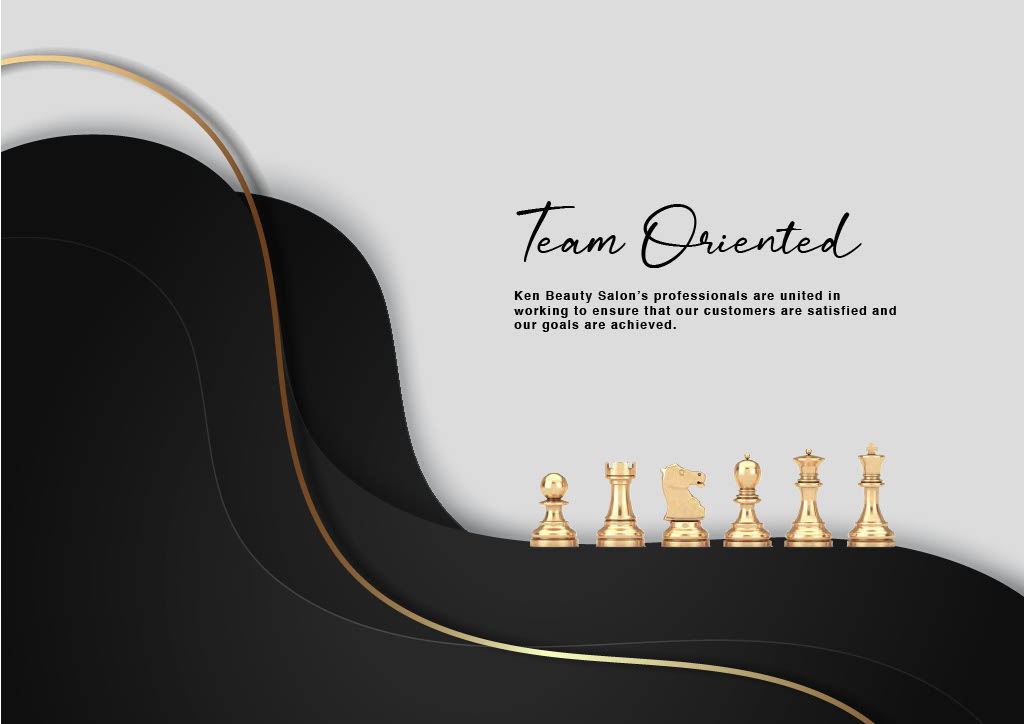 Team Oriented
Ken Beauty Salon’s professionals are united in
working to ensure that our customers are satisfied and
our goals are achieved.